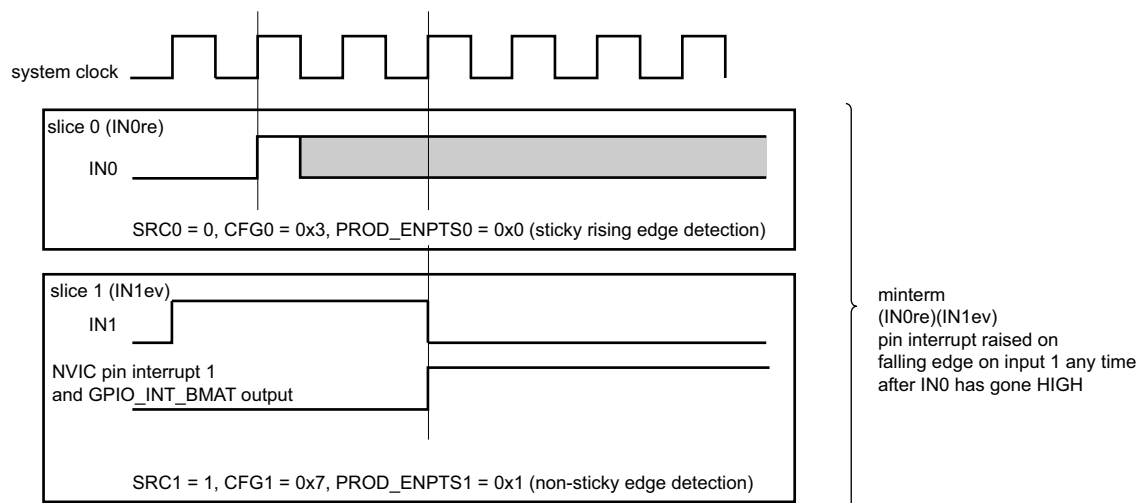 system clock
slice 0 (IN0re)
IN0
SRC0 = 0, CFG0 = 0x3, PROD_ENPTS0 = 0x0 (sticky rising edge detection)
slice 1 (IN1ev)
IN1
NVIC pin interrupt 1
and GPIO_INT_BMAT output
SRC1 = 1, CFG1 = 0x7, PROD_ENPTS1 = 0x1 (non-sticky edge detection)
minterm
(IN0re)(IN1ev)
pin interrupt raised on
falling edge on input 1 any time
after IN0 has gone HIGH